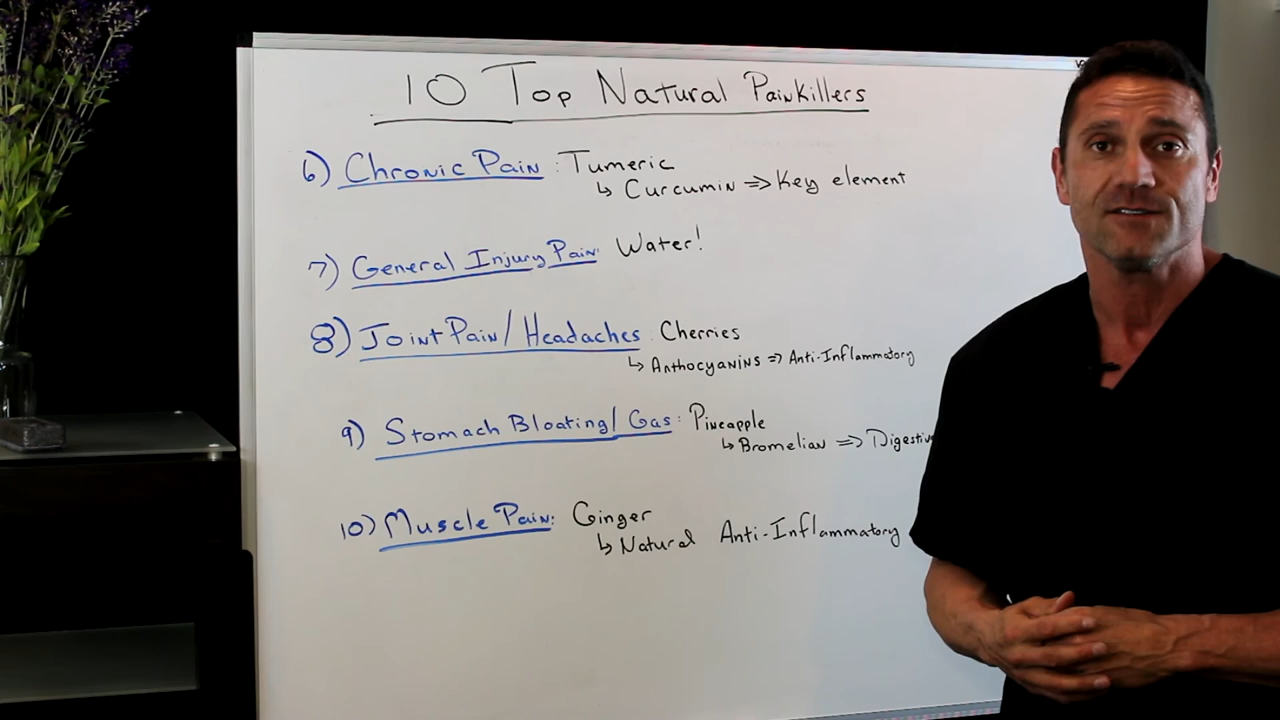 10 Top Natural Painkillers
6) Chronic Pain: Tumeric
↳ Curcumin => Key element
7) General Injury Pain: Water!
8) Joint Pain/Headaches: Cherries
↳ Anthocyanins => Anti-Inflammatory
9) Stomach Bloating/Gas: Pineapple
↳ Bromelian => Digestiv
10) Muscle Pain: Ginger
↳ Natural Anti-Inflammatory